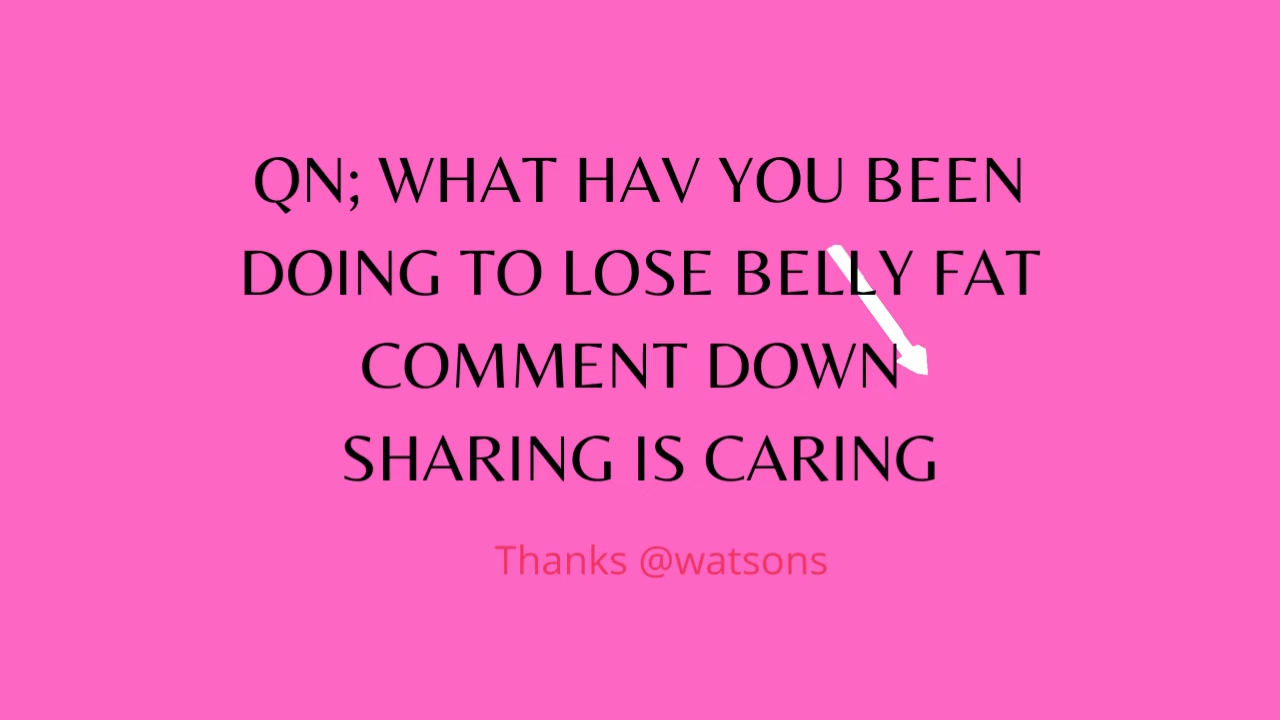 QN; WHAT HAV YOU BEEN
DOING TO LOSE BELLY FAT
COMMENT DOWN
SHARING IS CARING
Thanks @watsons